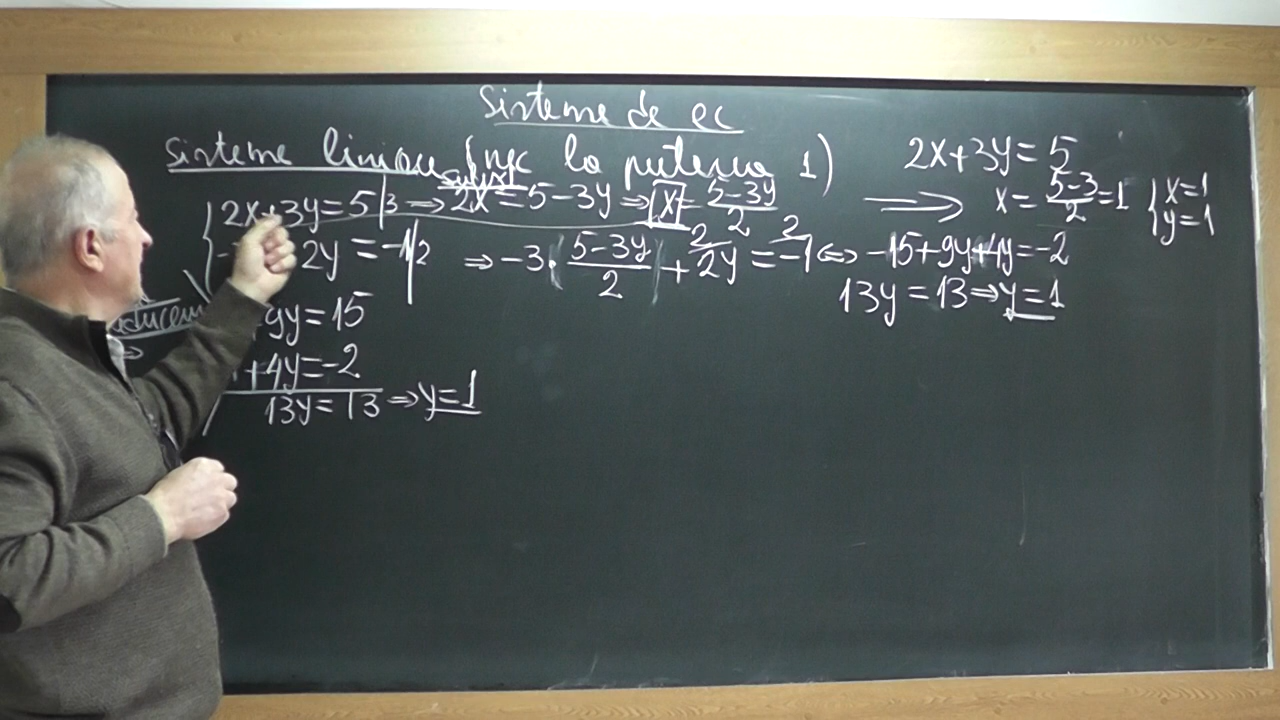 Sisteme de ec
Sisteme liniare (nec la puterea 1)
2x+3y=5 |3 ⇒ 2x=5-3y ⇒ x=(5-3y)/2
2y=-1 |2
⇒ -3·(5-3y)/2 + 2y = -1 ⇔ -15+9y+4y=-2
13y=13 ⇒ y=1
2x+3y=5
⇒ x=(5-3)/2=1 { x=1
y=1
9y=15
+4y=-2
13y=13 ⇒ y=1